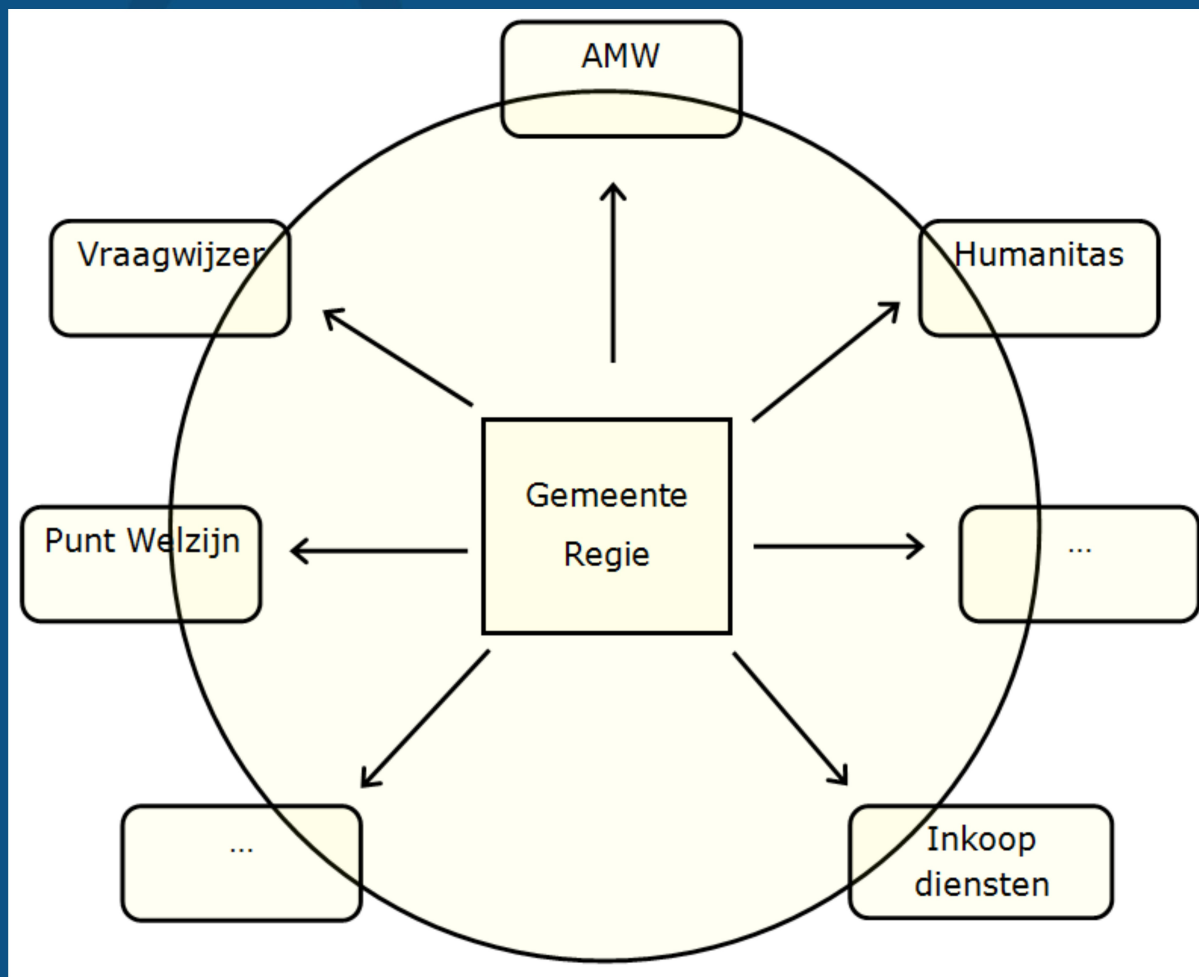 AMW
Vraagwijzer
Humanitas
Gemeente
Regie
Punt Welzijn
...
...
Inkoop
diensten